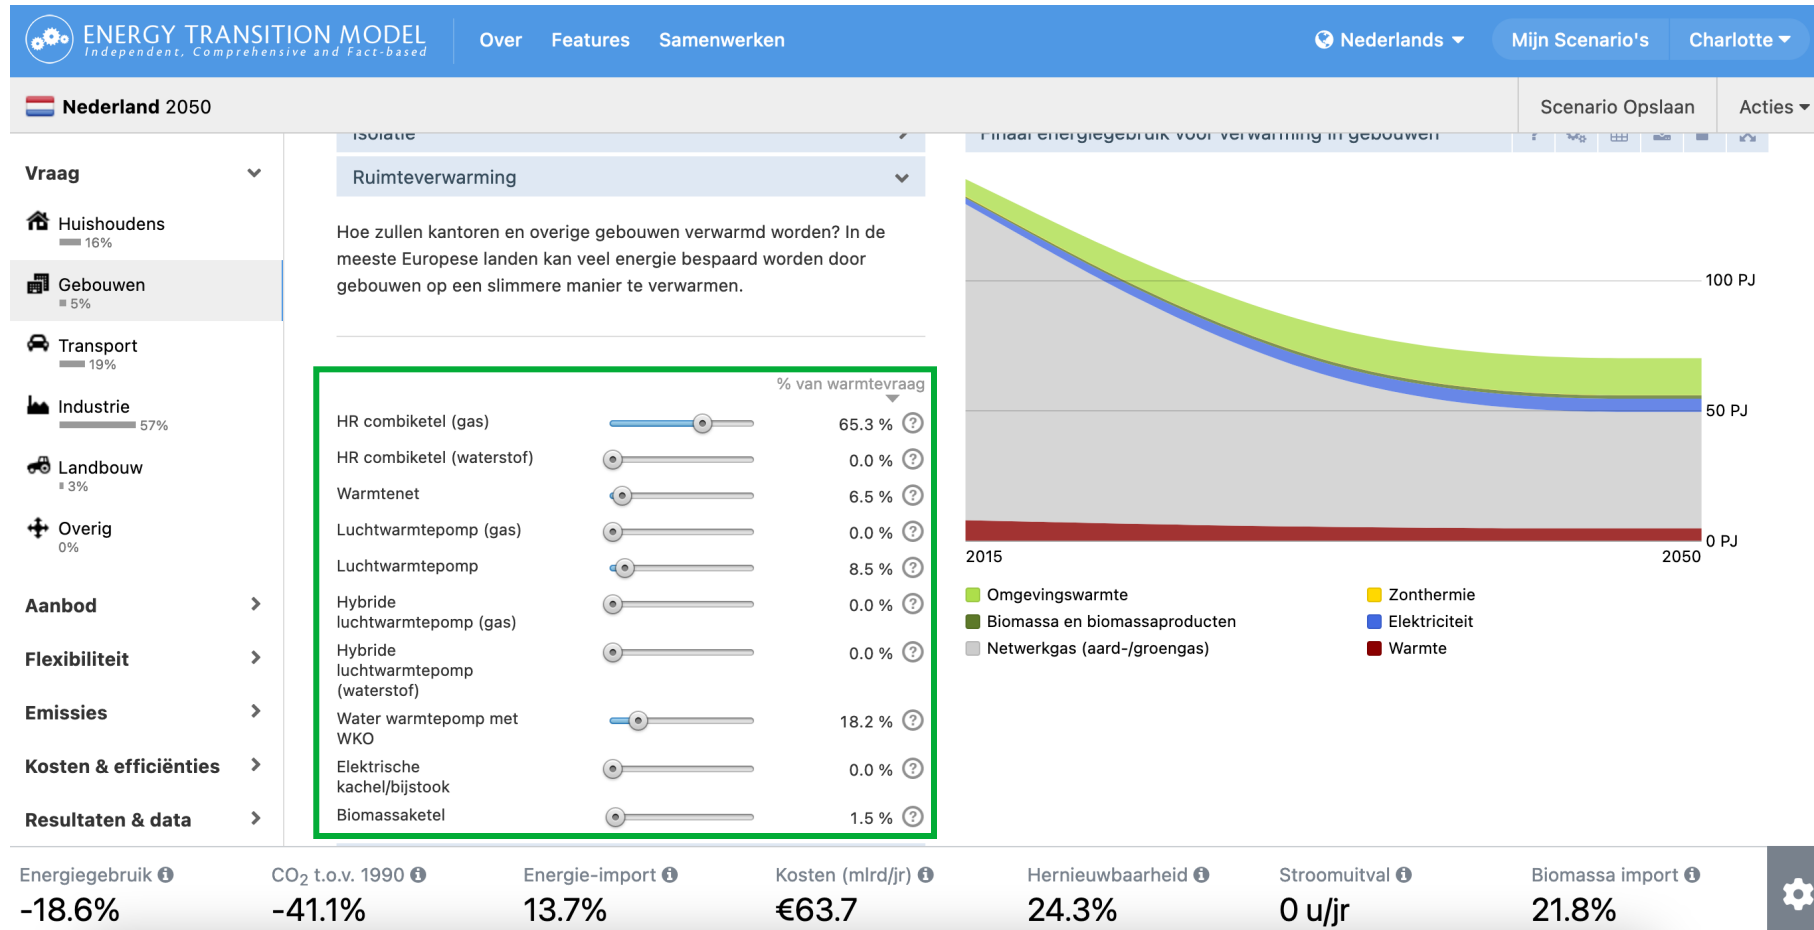 ENERGY TRANSITION MODEL
Independent, Comprehensive and Fact-based
Over
Features
Samenwerken
Nederlands
Mijn Scenario's
Charlotte
Nederland 2050
Scenario Opslaan
Acties
Vraag
Huishoudens
16%
Gebouwen
5%
Transport
19%
Industrie
57%
Landbouw
3%
Overig
0%
Aanbod
Flexibiliteit
Emissies
Kosten & efficiënties
Resultaten & data
Isolatie
Ruimteverwarming
Hoe zullen kantoren en overige gebouwen verwarmd worden? In de
meeste Europese landen kan veel energie bespaard worden door
gebouwen op een slimmere manier te verwarmen.
% van warmtevraag
HR combiketel (gas)
65.3 %
HR combiketel (waterstof)
0.0 %
Warmtenet
6.5 %
Luchtwarmtepomp (gas)
0.0 %
Luchtwarmtepomp
8.5 %
Hybride
luchtwarmtepomp (gas)
0.0 %
Hybride
luchtwarmtepomp
(waterstof)
0.0 %
Water warmtepomp met
WKO
18.2 %
Elektrische
kachel/bijstook
0.0 %
Biomassaketel
1.5 %
Finaal energiegebruik voor verwarming in gebouwen
100 PJ
50 PJ
0 PJ
2015
2050
Omgevingswarmte
Zonthermie
Biomassa en biomassaproducten
Elektriciteit
Netwerkgas (aard-/groengas)
Warmte
Energiegebruik
-18.6%
CO2 t.o.v. 1990
-41.1%
Energie-import
13.7%
Kosten (mlrd/jr)
€63.7
Hernieuwbaarheid
24.3%
Stroomuitval
0 u/jr
Biomassa import
21.8%